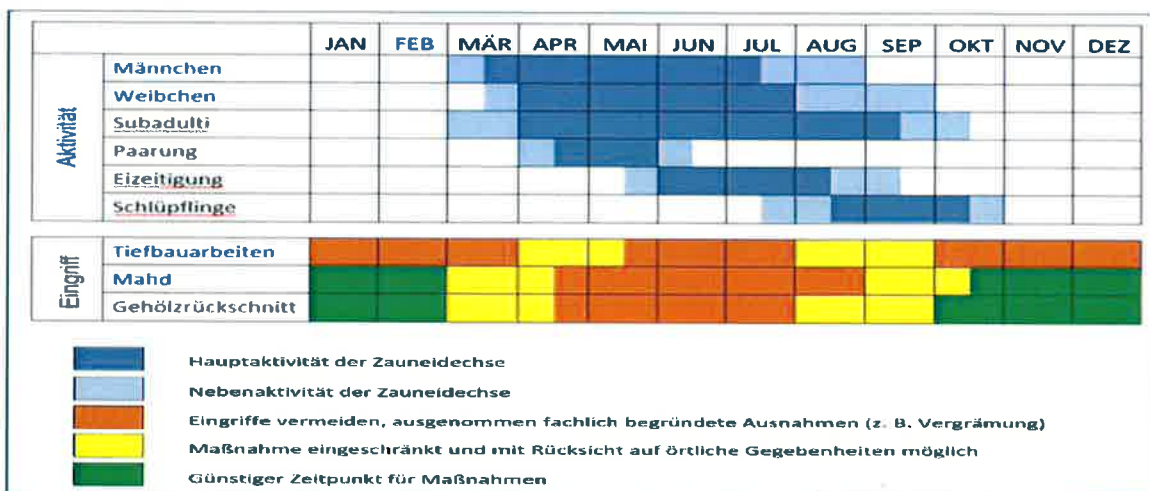 JAN FEB MÄR APR MAI JUN JUL AUG SEP OKT NOV DEZ
Aktivität
Männchen
Weibchen
Subadulti
Paarung
Eizeitigung
Schlüpflinge
Eingriff
Tiefbauarbeiten
Mahd
Gehölzrückschnitt
Hauptaktivität der Zauneidechse
Nebenaktivität der Zauneidechse
Eingriffe vermeiden, ausgenommen fachlich begründete Ausnahmen (z. B. Vergrämung)
Maßnahme eingeschränkt und mit Rücksicht auf örtliche Gegebenheiten möglich
Günstiger Zeitpunkt für Maßnahmen